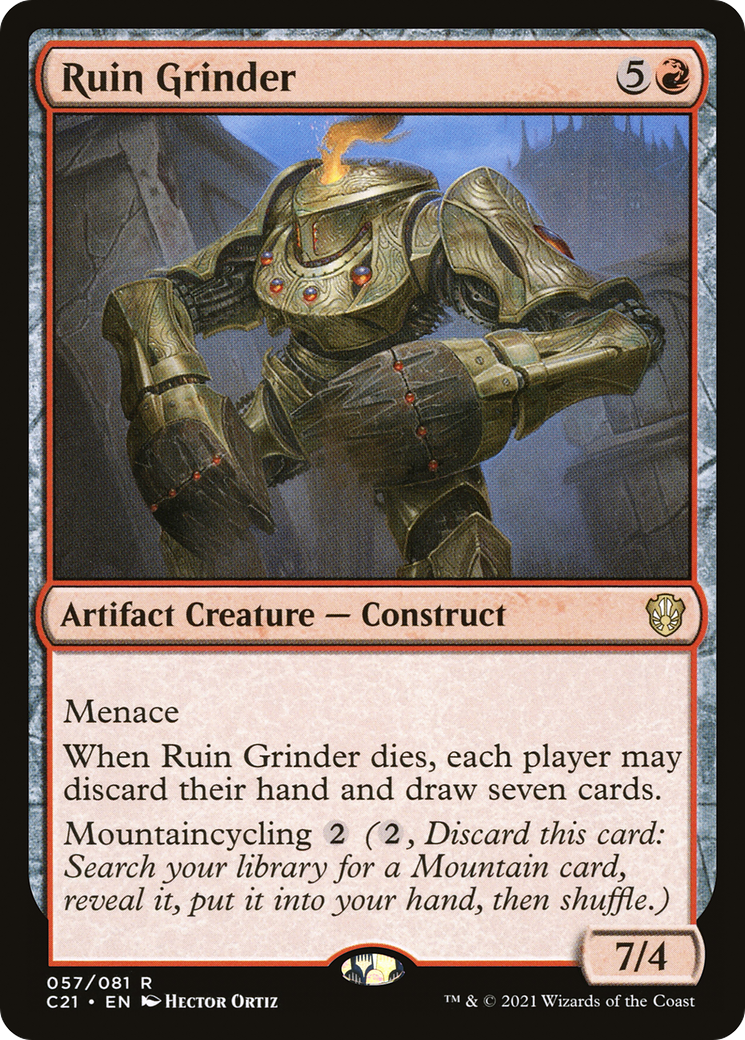 Ruin Grinder 5
Artifact Creature — Construct
Menace
When Ruin Grinder dies, each player may
discard their hand and draw seven cards.
Mountaincycling 2 (2, Discard this card:
Search your library for a Mountain card,
reveal it, put it into your hand, then shuffle.)
7/4
057/081 R
C21 • EN Hector Ortiz
™ & © 2021 Wizards of the Coast